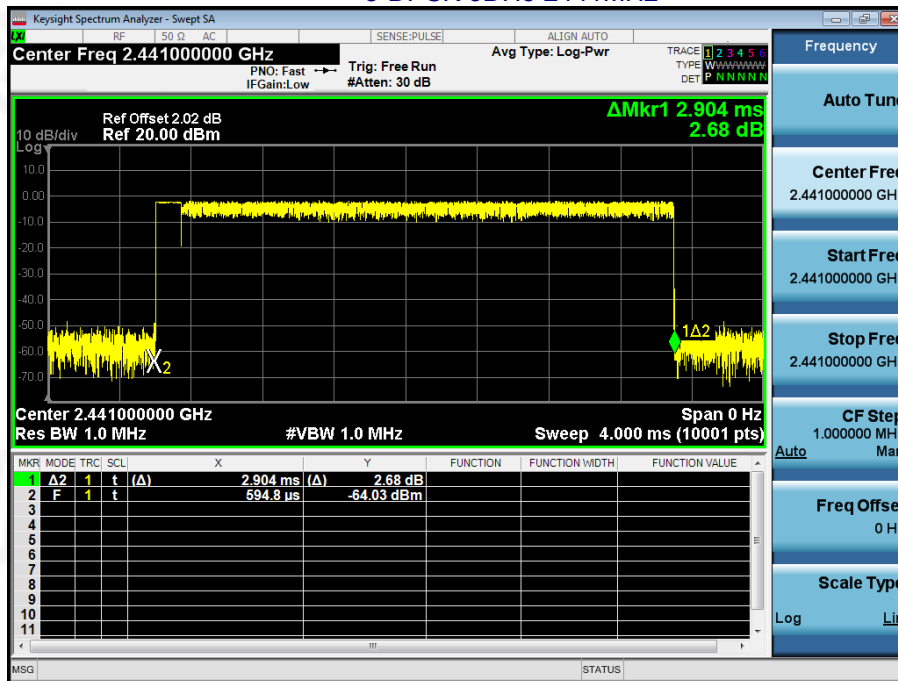 Keysight Spectrum Analyzer - Swept SA
LXI
RF
50 Ω AC
SENSE:PULSE
ALIGN AUTO
Center Freq 2.441000000 GHz
PNO: Fast
IFGain:Low
Trig: Free Run
#Atten: 30 dB
Avg Type: Log-Pwr
TRACE 1 2 3 4 5 6
TYPE W W W W W W
DET P N N N N N
ΔMkr1 2.904 ms
2.68 dB
Ref Offset 2.02 dB
Ref 20.00 dBm
10 dB/div
Log
10.0
0.00
-10.0
-20.0
-30.0
-40.0
-50.0
-60.0
-70.0
1Δ2
X2
Center 2.441000000 GHz
Span 0 Hz
Res BW 1.0 MHz
#VBW 1.0 MHz
Sweep 4.000 ms (10001 pts)
MKR MODE TRC SCL X Y FUNCTION FUNCTION WIDTH FUNCTION VALUE
1 Δ2 1 t (Δ) 2.904 ms (Δ) 2.68 dB
2 F 1 t 594.8 µs -64.03 dBm
3
4
5
6
7
8
9
10
11
MSG
STATUS
Frequency
Auto Tune
Center Freq
2.441000000 GH
Start Freq
2.441000000 GH
Stop Freq
2.441000000 GH
CF Step
1.000000 MH
Auto Man
Freq Offset
0 H
Scale Type
Log Lin